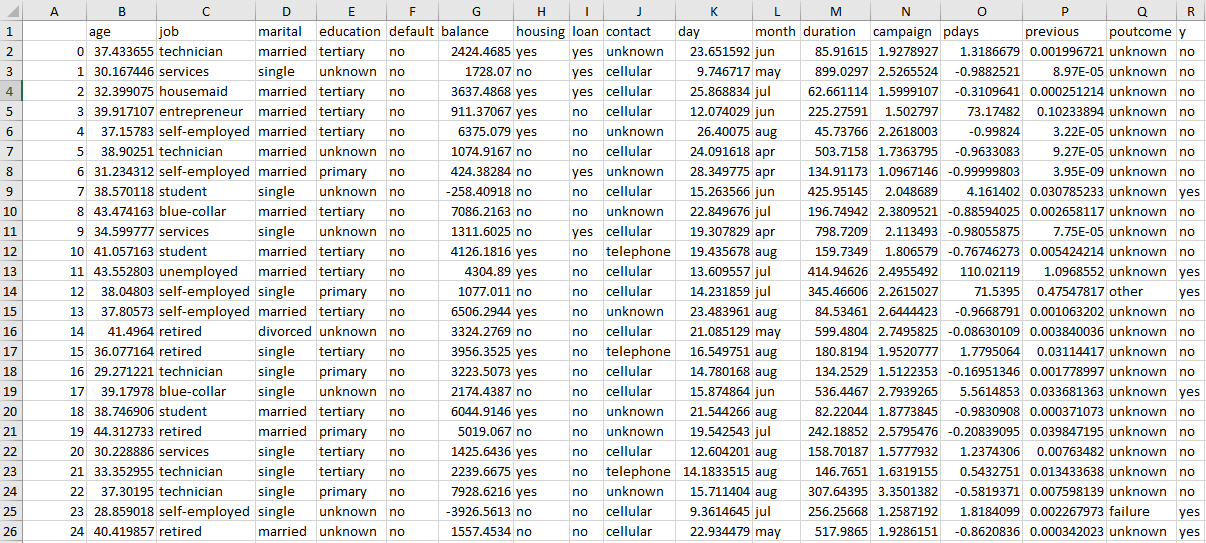 A B C D E F G H I J K L M N O P Q R
1 age job marital education default balance housing loan contact day month duration campaign pdays previous poutcome y
2 0 37.433655 technician married tertiary no 2424.4685 yes yes unknown 23.651592 jun 85.91615 1.9278927 1.3186679 0.001996721 unknown no
3 1 30.167446 services single unknown no 1728.07 no yes cellular 9.746717 may 899.0297 2.5265524 -0.9882521 8.97E-05 unknown no
4 2 32.399075 housemaid married tertiary no 3637.4868 yes yes cellular 25.868834 jul 62.661114 1.5999107 -0.3109641 0.000251214 unknown no
5 3 39.917107 entrepreneur married tertiary no 911.37067 yes no cellular 12.074029 jun 225.27591 1.502797 73.17482 0.10233894 unknown no
6 4 37.15783 self-employed married tertiary no 6375.079 yes no unknown 26.40075 aug 45.73766 2.2618003 -0.99824 3.22E-05 unknown no
7 5 38.90251 technician married unknown no 1074.9167 no no cellular 24.091618 apr 503.7158 1.7363795 -0.9633083 9.27E-05 unknown no
8 6 31.234312 self-employed married primary no 424.38284 no yes unknown 28.349775 apr 134.91173 1.0967146 -0.99999803 3.95E-09 unknown no
9 7 38.570118 student single unknown no -258.40918 no no cellular 15.263566 jun 425.95145 2.048689 4.161402 0.030785233 unknown yes
10 8 43.474163 blue-collar married tertiary no 7086.2163 no no unknown 22.849676 jul 196.74942 2.3809521 -0.88594025 0.002658117 unknown no
11 9 34.599777 services single unknown no 1311.6025 no yes cellular 19.307829 apr 798.7209 2.113493 -0.98055875 7.75E-05 unknown no
12 10 41.057163 student married tertiary no 4126.1816 yes no telephone 19.435678 aug 159.7349 1.806579 -0.76746273 0.005424214 unknown no
13 11 43.552803 unemployed married tertiary no 4304.89 yes no cellular 13.609557 jul 414.94626 2.4955492 110.02119 1.0968552 unknown yes
14 12 38.04803 self-employed single primary no 1077.011 no no cellular 14.231859 jul 345.46606 2.2615027 71.5395 0.47547817 other yes
15 13 37.80573 self-employed married tertiary no 6506.2944 yes no unknown 23.483961 aug 84.53461 2.6444423 -0.9668791 0.001063202 unknown no
16 14 41.4964 retired divorced unknown no 3324.2769 no no cellular 21.085129 may 599.4804 2.7495825 -0.08630109 0.003840036 unknown no
17 15 36.077164 retired single tertiary no 3956.3525 yes no telephone 16.549751 aug 180.8194 1.9520777 1.7795064 0.03114417 unknown no
18 16 29.271221 technician single primary no 3223.5073 yes no cellular 14.780168 aug 134.2529 1.5122353 -0.16951346 0.001778997 unknown no
19 17 39.17978 blue-collar single unknown no 2174.4387 no no cellular 15.874864 jun 536.4467 2.7939265 5.5614853 0.033681363 unknown yes
20 18 38.746906 student married tertiary no 6044.9146 yes no unknown 21.544266 aug 82.22044 1.8773845 -0.9830908 0.000371073 unknown no
21 19 44.312733 retired married primary no 5019.067 no no unknown 19.542543 jul 242.18852 2.5795476 -0.20839095 0.039847195 unknown no
22 20 30.228886 services single tertiary no 1425.6436 yes no cellular 12.604201 aug 158.70187 1.5777932 1.2374306 0.00763482 unknown no
23 21 33.352955 technician single tertiary no 2239.6675 yes no telephone 14.1833515 aug 146.7651 1.6319155 0.5432751 0.013433638 unknown no
24 22 37.30195 technician single primary no 7928.6216 yes no unknown 15.711404 aug 307.64395 3.3501382 -0.5819371 0.007598139 unknown no
25 23 28.859018 self-employed single unknown no -3926.5613 no no cellular 9.3614645 jul 256.25668 1.2587192 1.8184099 0.002267973 failure yes
26 24 40.419857 retired married unknown no 1557.4534 no no cellular 22.934479 may 517.9865 1.9286151 -0.8620836 0.000342023 unknown yes